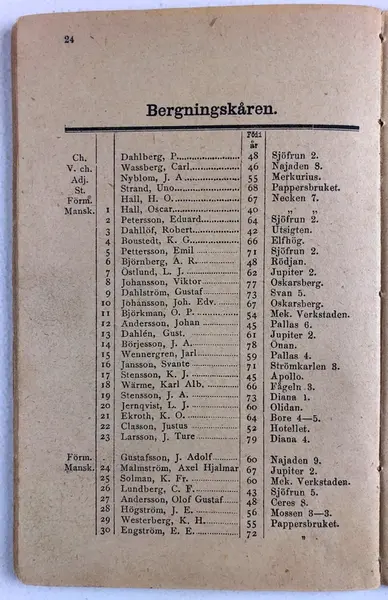 24
Bergningskåren.
Född
år
Ch. Dahlberg, P. 48 Sjöfrun 2.
V. ch. Wassberg, Carl 46 Najaden 8.
Adj. Nyblom, J. A. 55 Merkurius.
St. Strand, Uno 68 Pappersbruket.
Förm. Hall, H. O. 67 Necken 7.
Mansk. 1 Hall, Oscar 40 „ „
2 Petersson, Eduard 64 Sjöfrun 2.
3 Dahllöf, Robert 42 Utsigten.
4 Roustedt, K. G. 66 Elfhög.
5 Pettersson, Emil 71 Sjöfrun 2.
6 Björnberg, A. R. 48 Rödjan.
7 Östlund, L. J. 62 Jupiter 2.
8 Johansson, Viktor 77 Oskarsberg.
9 Dahlström, Gustaf 73 Svan 5.
10 Johansson, Joh. Edv. 67 Oskarsberg.
11 Björkman, O. P. 54 Mek. Verkstaden.
12 Andersson, Johan 45 Pallas 6.
13 Dahlén, Gust. 61 Jupiter 2.
14 Börjesson, J. A. 78 Önan.
15 Wennergren, Jarl 59 Pallas 4.
16 Jansson, Svante 71 Strömkarlen 3.
17 Stensson, K. J. 45 Apollo.
18 Wärme, Karl Alb. 66 Fågeln 3.
19 Stensson, J. A. 73 Diana 1.
20 Jernqvist, L. J. 60 Olidan.
21 Ekroth, K. O. 64 Bore 4—5.
22 Classon, Justus 52 Hotellet.
23 Larsson, J. Ture 79 Diana 4.
Förm. Gustafsson, J. Adolf 60 Najaden 9.
Mansk. 24 Malmström, Axel Hjalmar 67 Jupiter 2.
25 Solman, K. Fr. 60 Mek. Verkstaden.
26 Lundberg, C. F. 43 Sjöfrun 5.
27 Andersson, Olof Gustaf 48 Ceres 8.
28 Högström, J. E. 56 Mossen 3—3.
29 Westerberg, K. H. 55 Pappersbruket.
30 Engström, E. E. 72 „